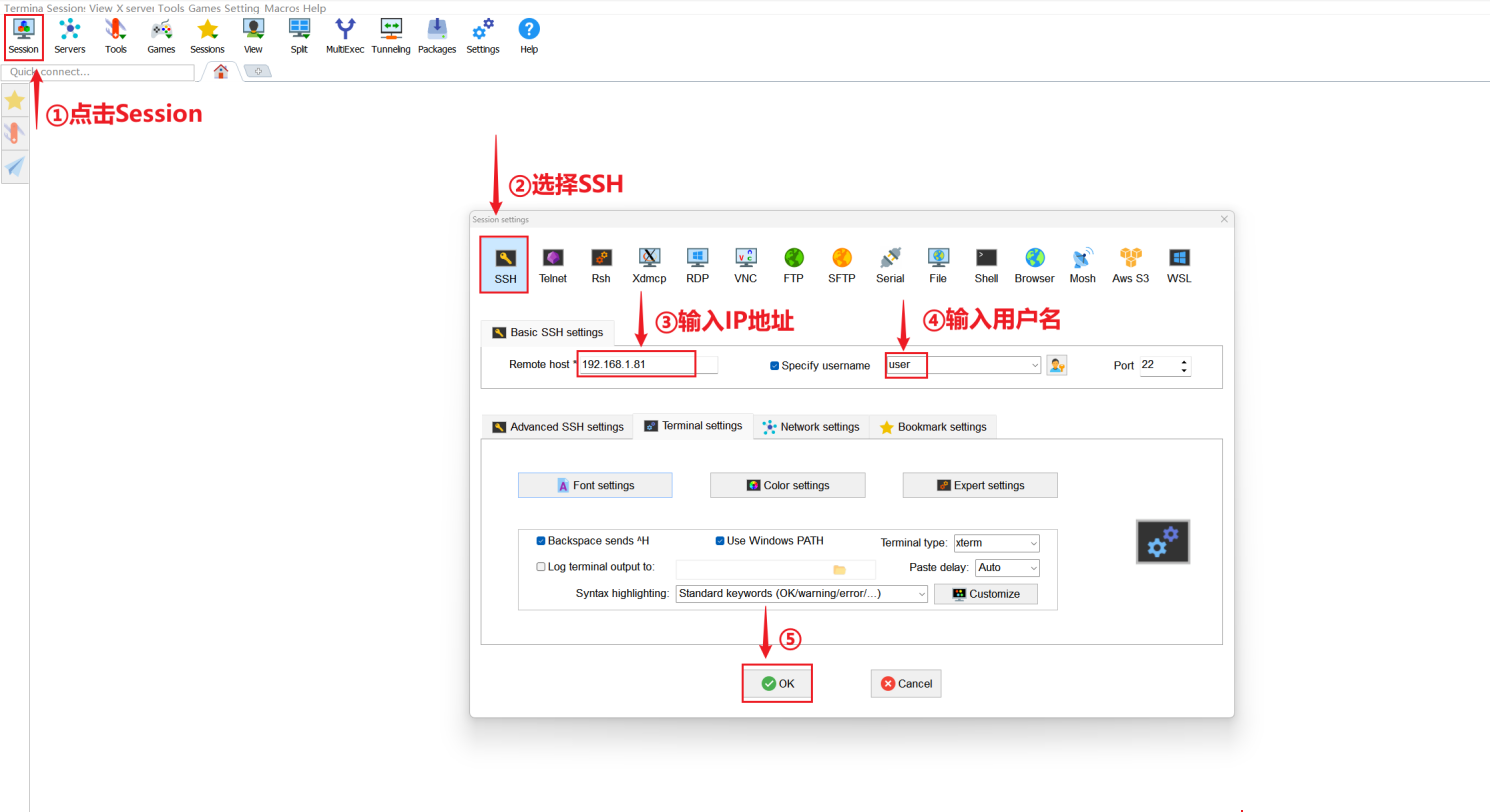 Termina Sessions View X server Tools Games Setting Macros Help
Session Servers Tools Games Sessions View Split MultiExec Tunneling Packages Settings Help
Quick connect...
①点击Session
②选择SSH
Session settings
SSH Telnet Rsh Xdmcp RDP VNC FTP SFTP Serial File Shell Browser Mosh Aws S3 WSL
③输入IP地址
④输入用户名
Basic SSH settings
Remote host * 192.168.1.81 Specify username user Port 22
Advanced SSH settings Terminal settings Network settings Bookmark settings
Font settings Color settings Expert settings
Backspace sends ^H Use Windows PATH Terminal type: xterm
Log terminal output to: Paste delay: Auto
Syntax highlighting: Standard keywords (OK/warning/error/...) Customize
⑤
OK Cancel